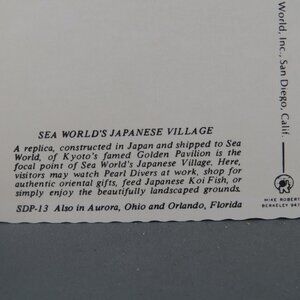 SEA WORLD'S JAPANESE VILLAGE
A replica, constructed in Japan and shipped to Sea
World, of Kyoto's famed Golden Pavilion is the
focal point of Sea World's Japanese Village. Here,
visitors may watch Pearl Divers at work, shop for
authentic oriental gifts, feed Japanese Koi Fish, or
simply enjoy the beautifully landscaped grounds.
SDP-13 Also in Aurora, Ohio and Orlando, Florida
World, Inc., San Diego, Calif.
MIKE ROBERT
BERKELEY 947